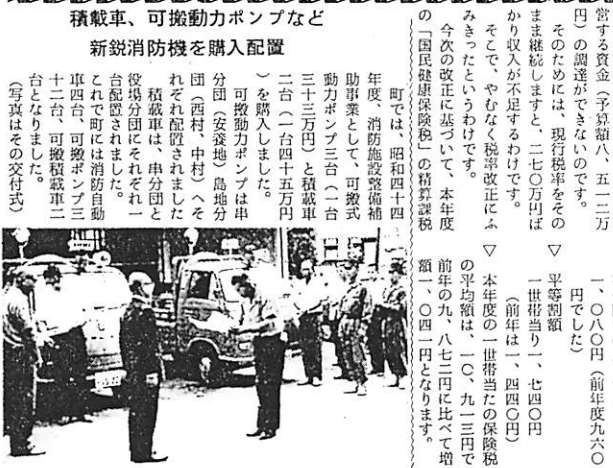 営する資金（予算額八、五一二万
円）の調達ができないのです。
そのためには、現行税率をその
まま継続しますと、二七〇万円ば
かり収入が不足するわけです。
そこで、やむなく税率改正にふ
みきったというわけです。
今次の改正に基づいて、本年度
の「国民健康保険税」の精算課税
一、〇八〇円（前年度九六〇
円でした）
▽ 平等割額
一世帯当り一、七四〇円
（前年は一、四四〇円）
▽ 本年度の一世帯当たの保険税
の平均額は、一〇、九一三円で
前年の九、八七二円に比べて増
額一、〇四一円となります。
積載車、可搬動力ポンプなど
新鋭消防機を購入配置
町では、昭和四十四
年度、消防施設整備補
助事業として、可搬式
動力ポンプ三台（一台
三十三万円）と積載車
二台（一台四十五万円
）を購入しました。
可搬動力ポンプは串
分団（安養地）島地分
団（西村、中村）へそ
れぞれ配置されました
積載車は、串分団と
役場分団にそれぞれ一
台配置されました。
これで町には消防自動
車四台、可搬ポンプ三
十二台、可搬積載車二
台となりました。
（写真はその交付式）